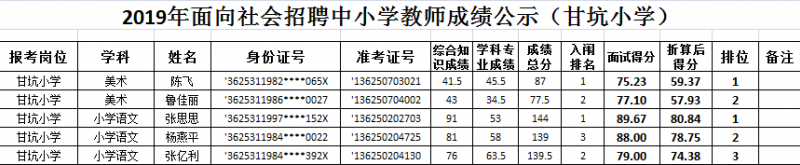 2019年面向社会招聘中小学教师成绩公示（甘坑小学）
报考岗位 学科 姓名 身份证号 准考证号 综合知识成绩 学科专业成绩 成绩总分 入闱排名 面试得分 折算后得分 排位 备注
甘坑小学 美术 陈飞 '3625311982****065X '136250703021 41.5 45.5 87 1 75.23 59.37 1
甘坑小学 美术 鲁佳丽 '3625311986****0027 '136250704002 43 34.5 77.5 2 77.10 57.93 2
甘坑小学 小学语文 张思思 '3625311997****152X '136250202703 91 53 144 1 89.67 80.84 1
甘坑小学 小学语文 杨燕平 '3625311984****0022 '136250204725 81 58 139 3 88.00 78.75 2
甘坑小学 小学语文 张亿利 '3625311984****392X '136250204130 76 63.5 139.5 2 79.00 74.38 3